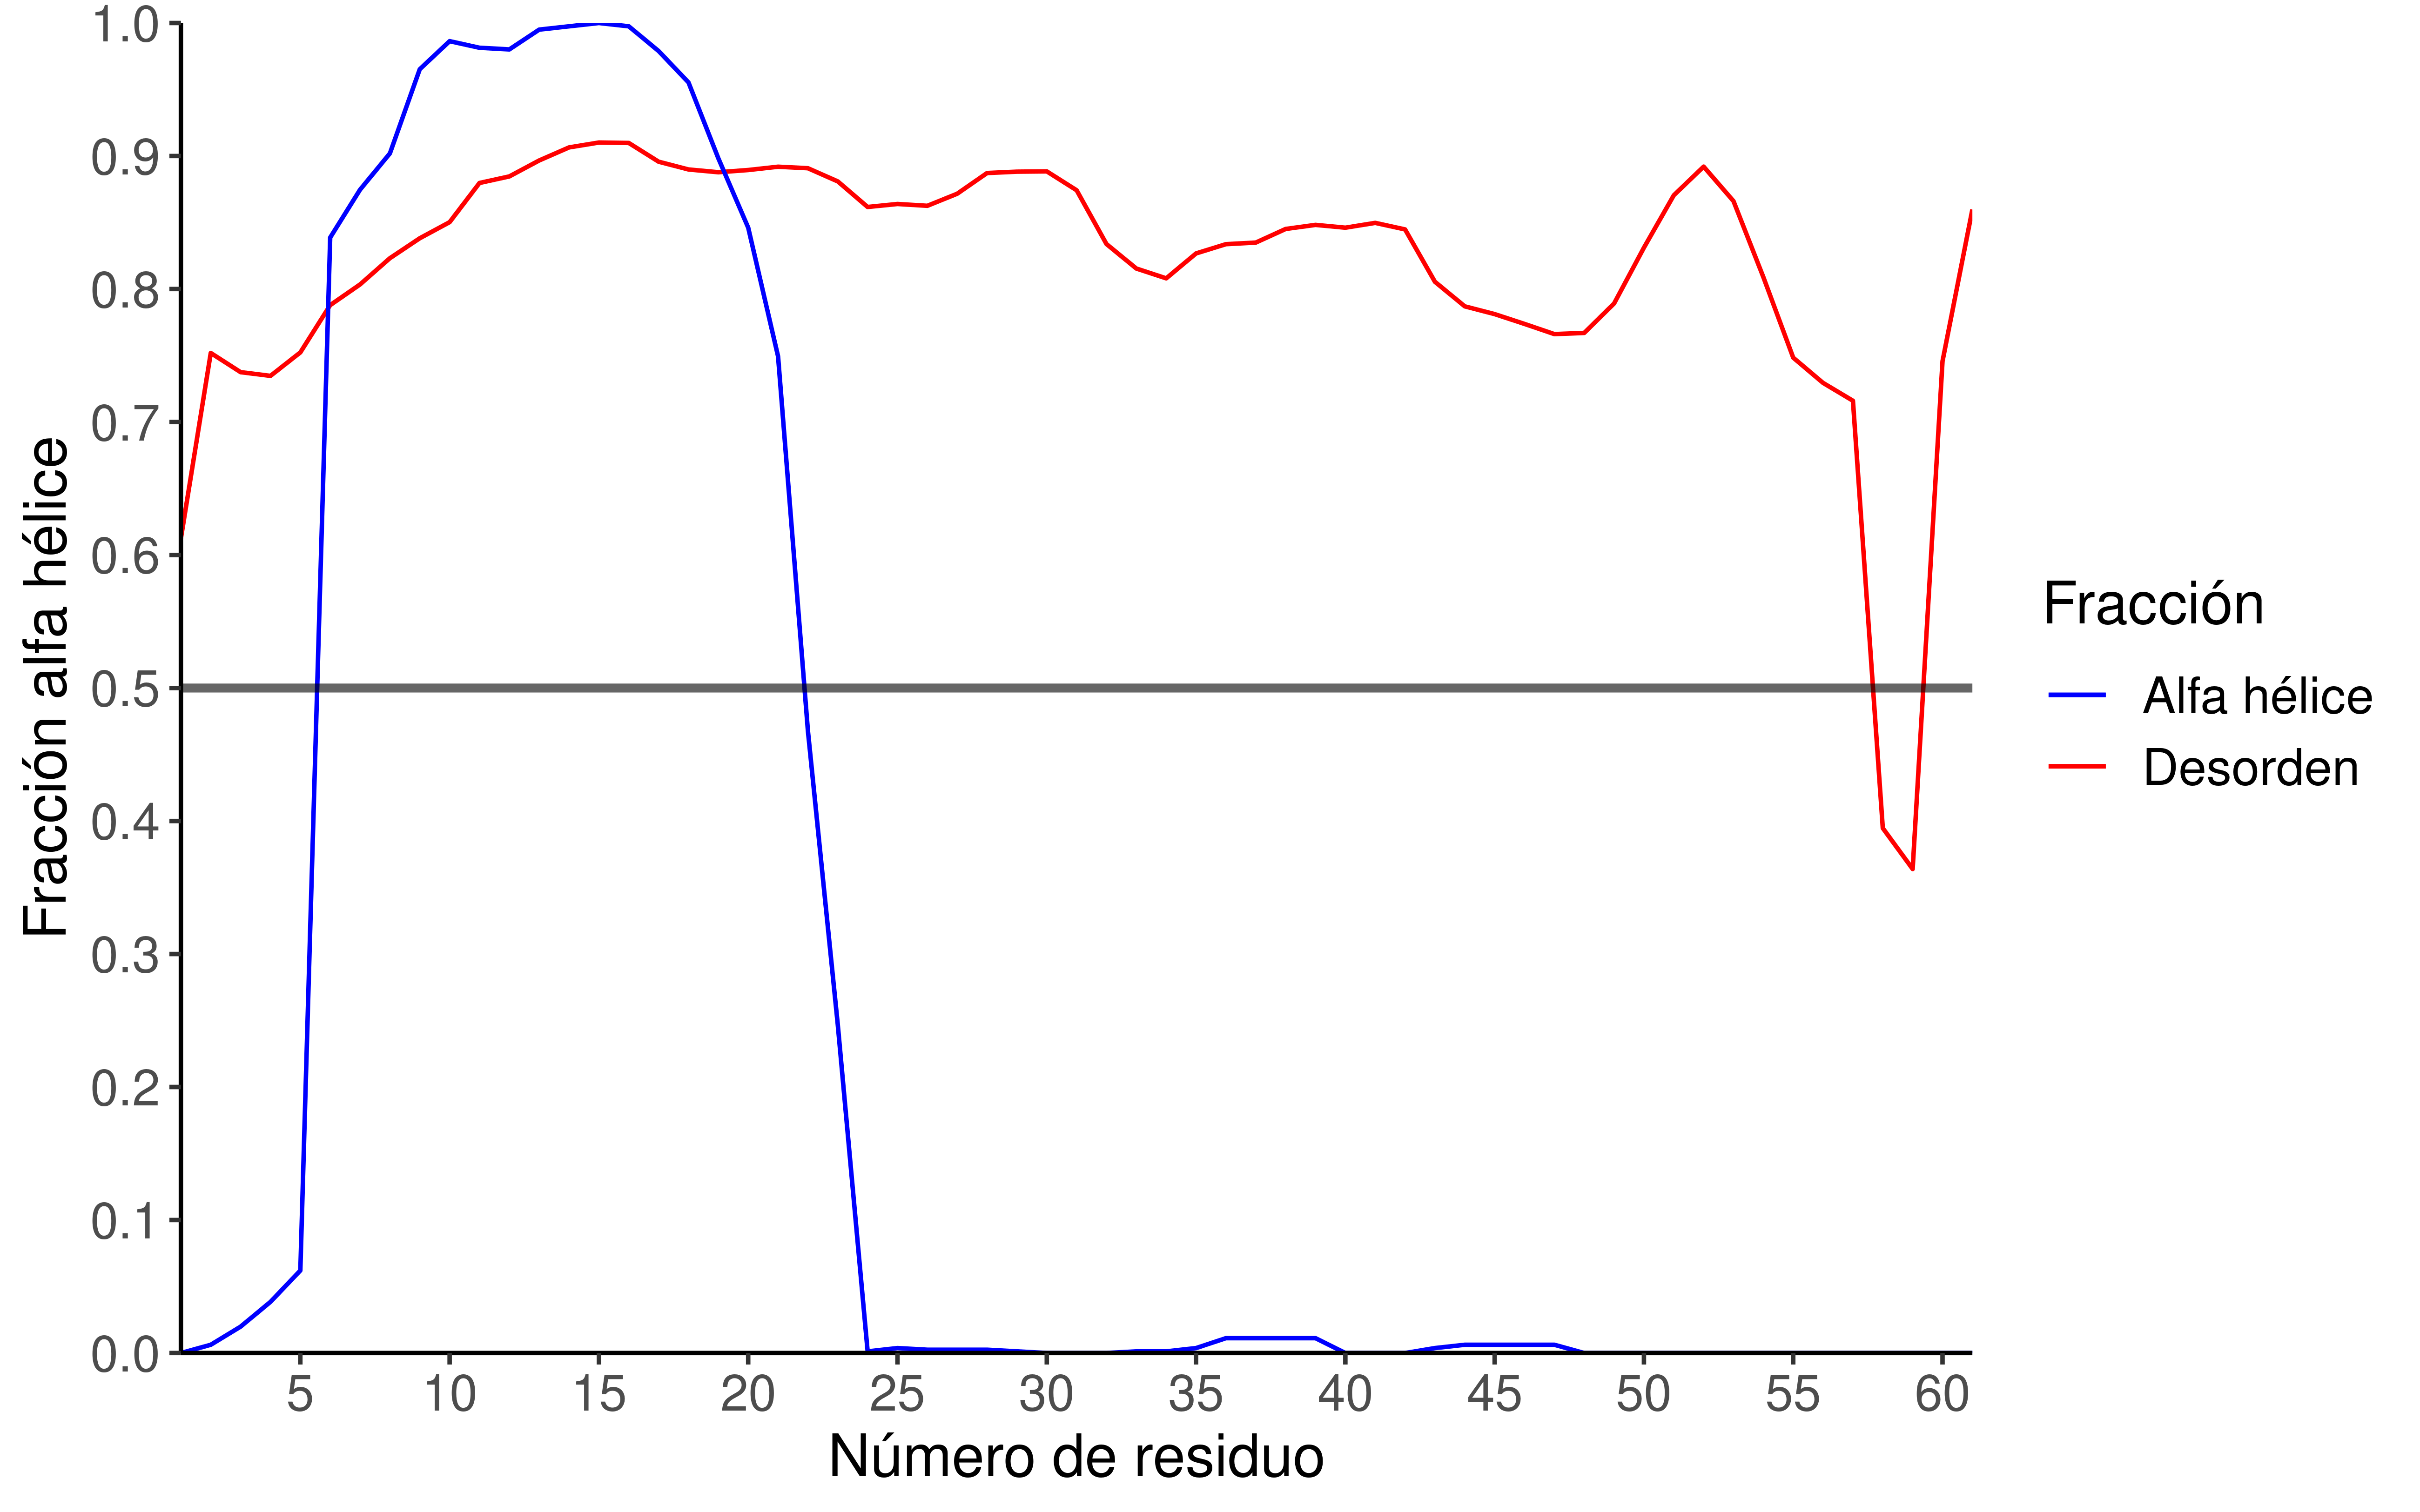 Fracción alfa hélice
1.0
0.9
0.8
0.7
0.6
0.5
0.4
0.3
0.2
0.1
0.0
5 10 15 20 25 30 35 40 45 50 55 60
Número de residuo
Fracción
Alfa hélice
Desorden